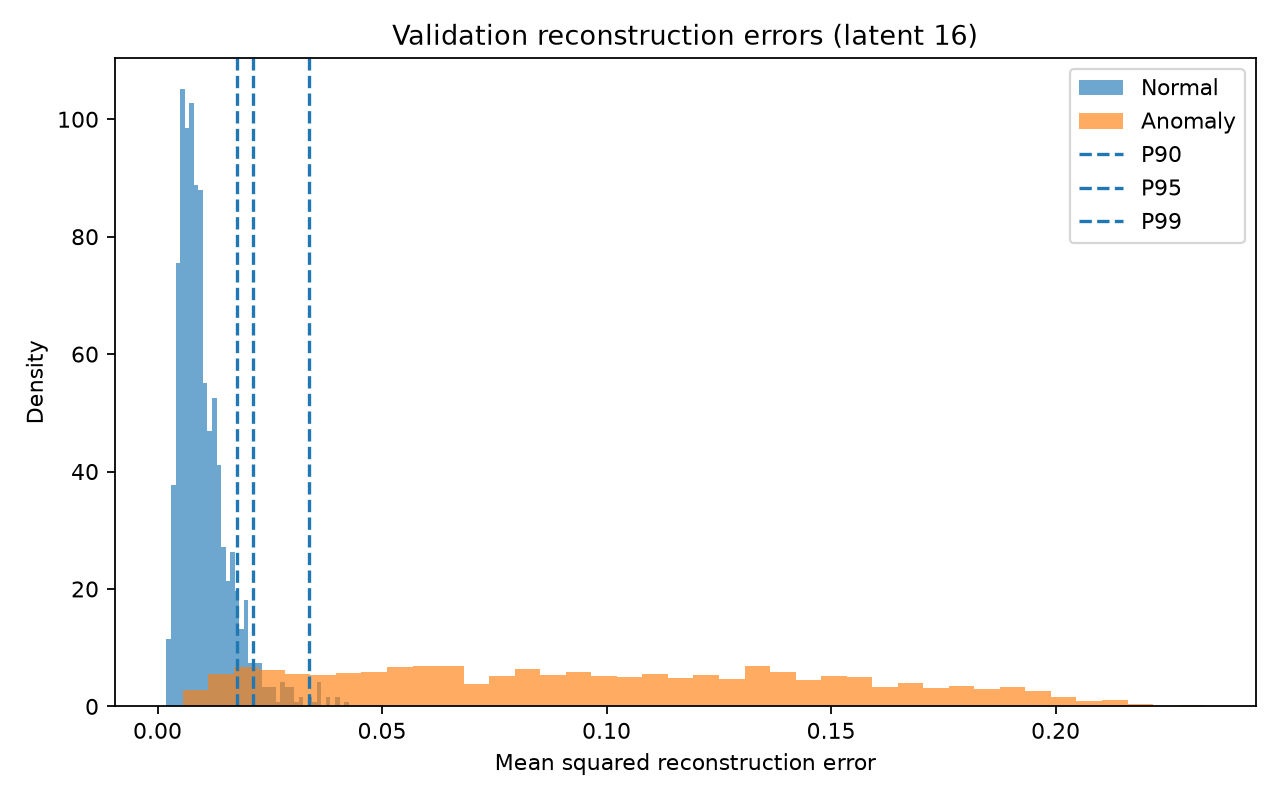 Validation reconstruction errors (latent 16)
Normal
Anomaly
P90
P95
P99
100
80
60
40
20
0
Density
0.00 0.05 0.10 0.15 0.20
Mean squared reconstruction error